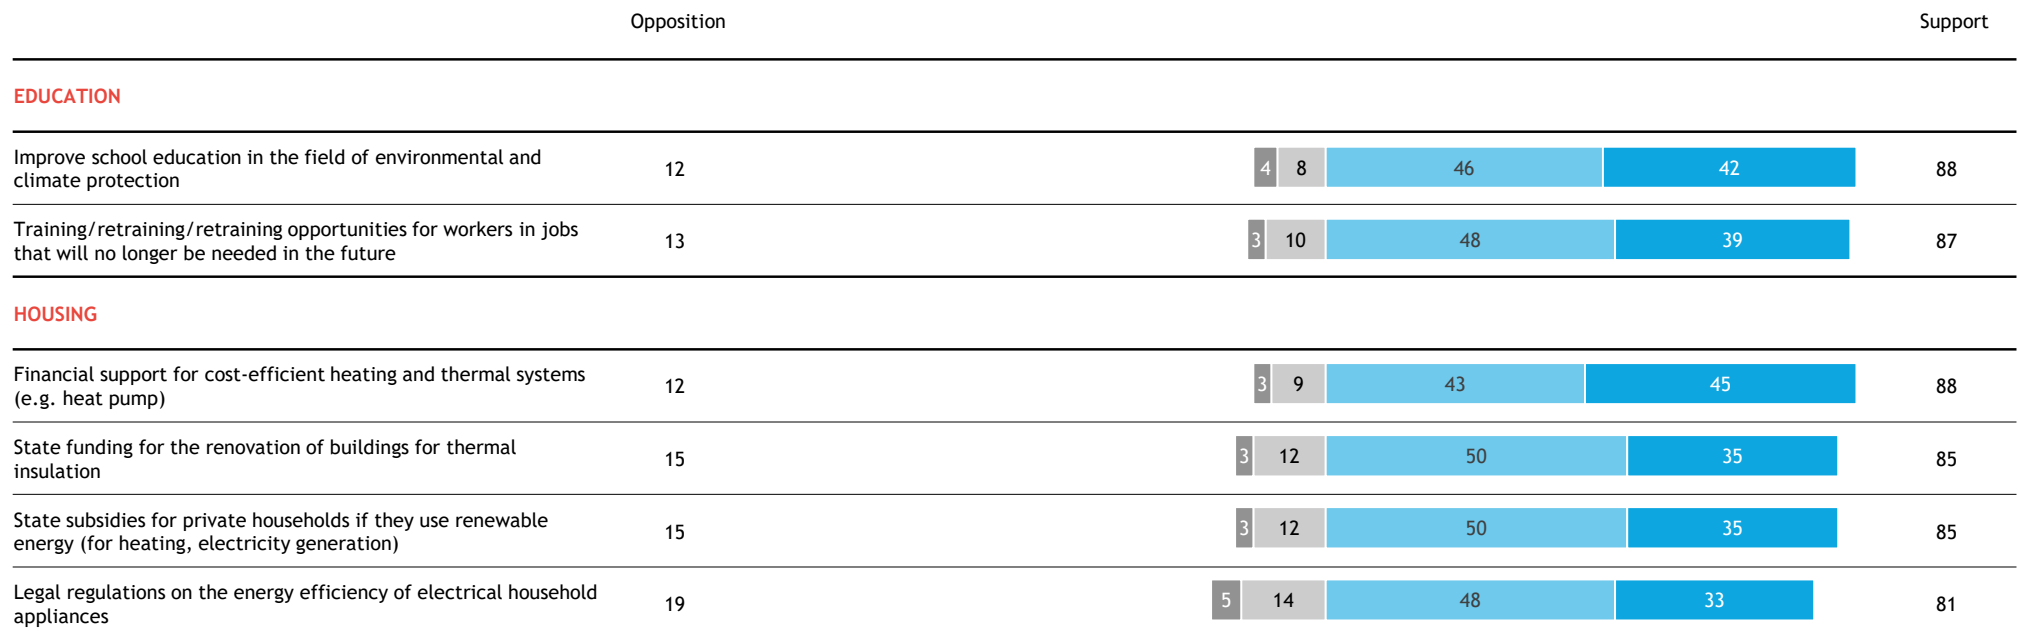 Opposition Support
EDUCATION
Improve school education in the field of environmental and
climate protection
12 4 8 46 42 88
Training/retraining/retraining opportunities for workers in jobs
that will no longer be needed in the future
13 3 10 48 39 87
HOUSING
Financial support for cost-efficient heating and thermal systems
(e.g. heat pump)
12 3 9 43 45 88
State funding for the renovation of buildings for thermal
insulation
15 3 12 50 35 85
State subsidies for private households if they use renewable
energy (for heating, electricity generation)
15 3 12 50 35 85
Legal regulations on the energy efficiency of electrical household
appliances
19 5 14 48 33 81